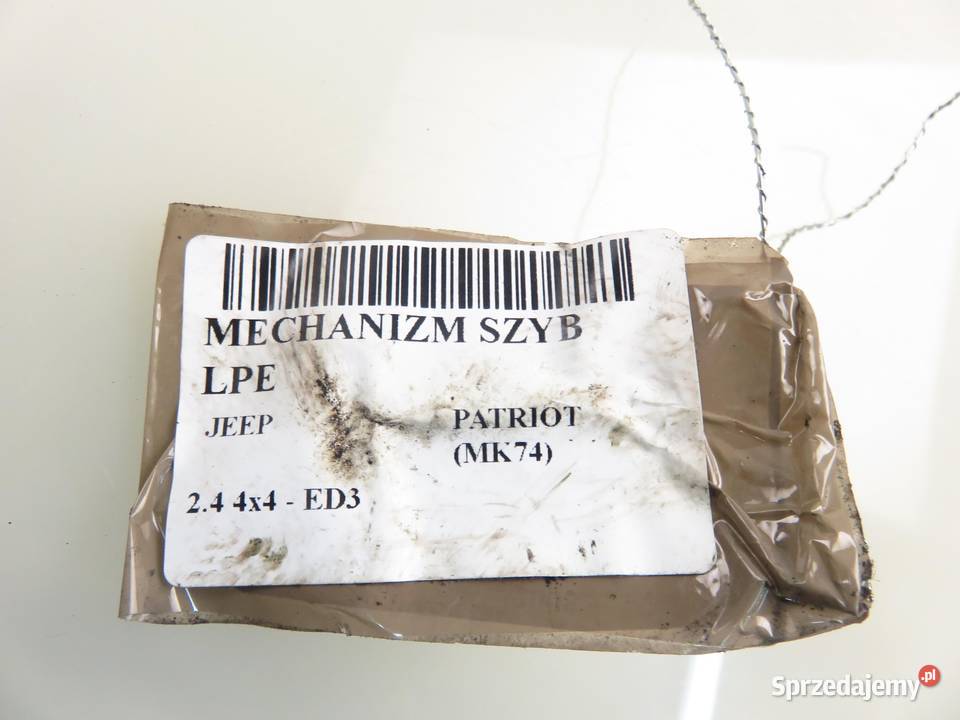 MECHANIZM SZYB
LPE
JEEP PATRIOT
(MK74)
2.4 4x4 - ED3
Sprzedajemy.pl